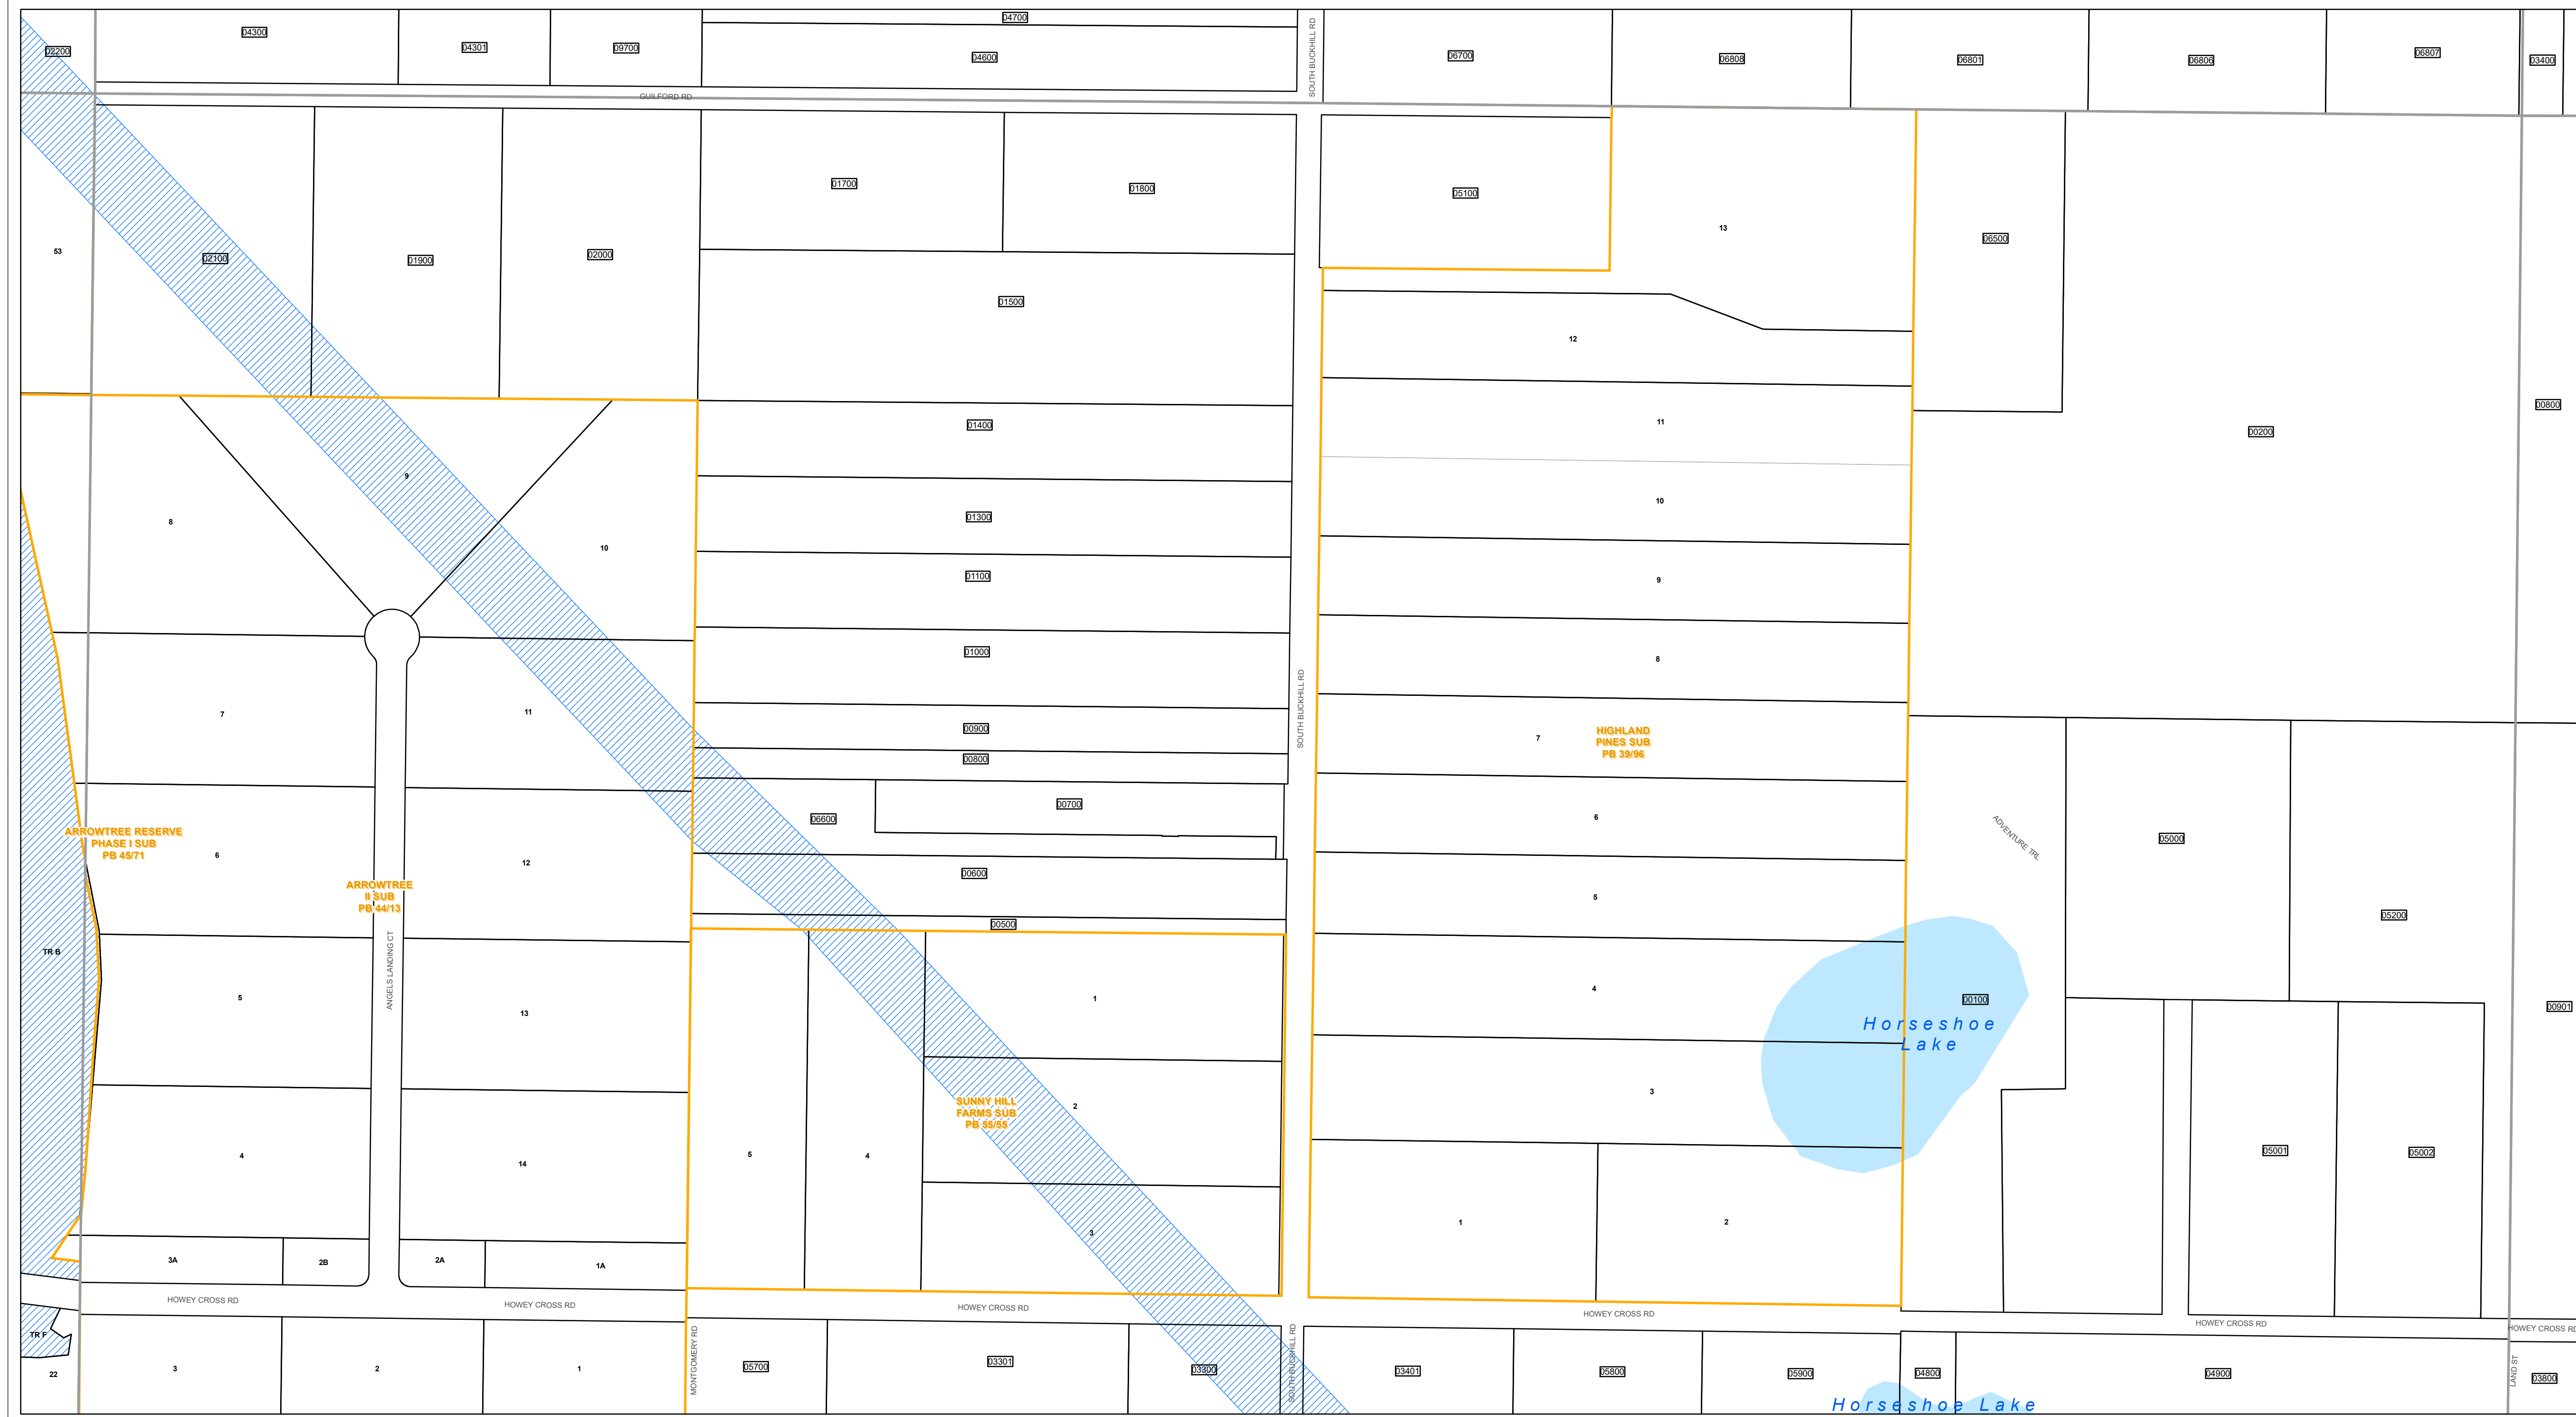 04700
04300
04301
09700
02200
04600
SOUTH BUCKHILL RD
06700
06808
06801
06806
06807
03400
GUILFORD RD
01700
01800
05100
13
06500
53
02100
01900
02000
01500
12
00800
01400
11
00200
9
8
01300
10
10
01100
9
01000
8
SOUTH BUCKHILL RD
7
11
00900
7
HIGHLAND
PINES SUB
PB 39/96
00800
00700
06600
6
ADVENTURE TRL
05000
ARROWTREE RESERVE
PHASE I SUB
PB 45/71
6
12
00600
ARROWTREE
II SUB
PB 44/13
5
05200
00500
TR B
ANGELS LANDING CT
5
13
1
4
00100
00901
Horseshoe
Lake
SUNNY HILL
FARMS SUB
PB 55/55
2
3
4
14
5
4
05001
05002
3
1
2
3A
2B
2A
1A
HOWEY CROSS RD
HOWEY CROSS RD
HOWEY CROSS RD
HOWEY CROSS RD
HOWEY CROSS RD
HOWEY CROSS RD
TR F
22
3
2
1
MONTGOMERY RD
05700
03301
03300
SOUTH BUCKHILL RD
03401
05800
05900
04800
04900
LAND ST
03800
Horseshoe Lake